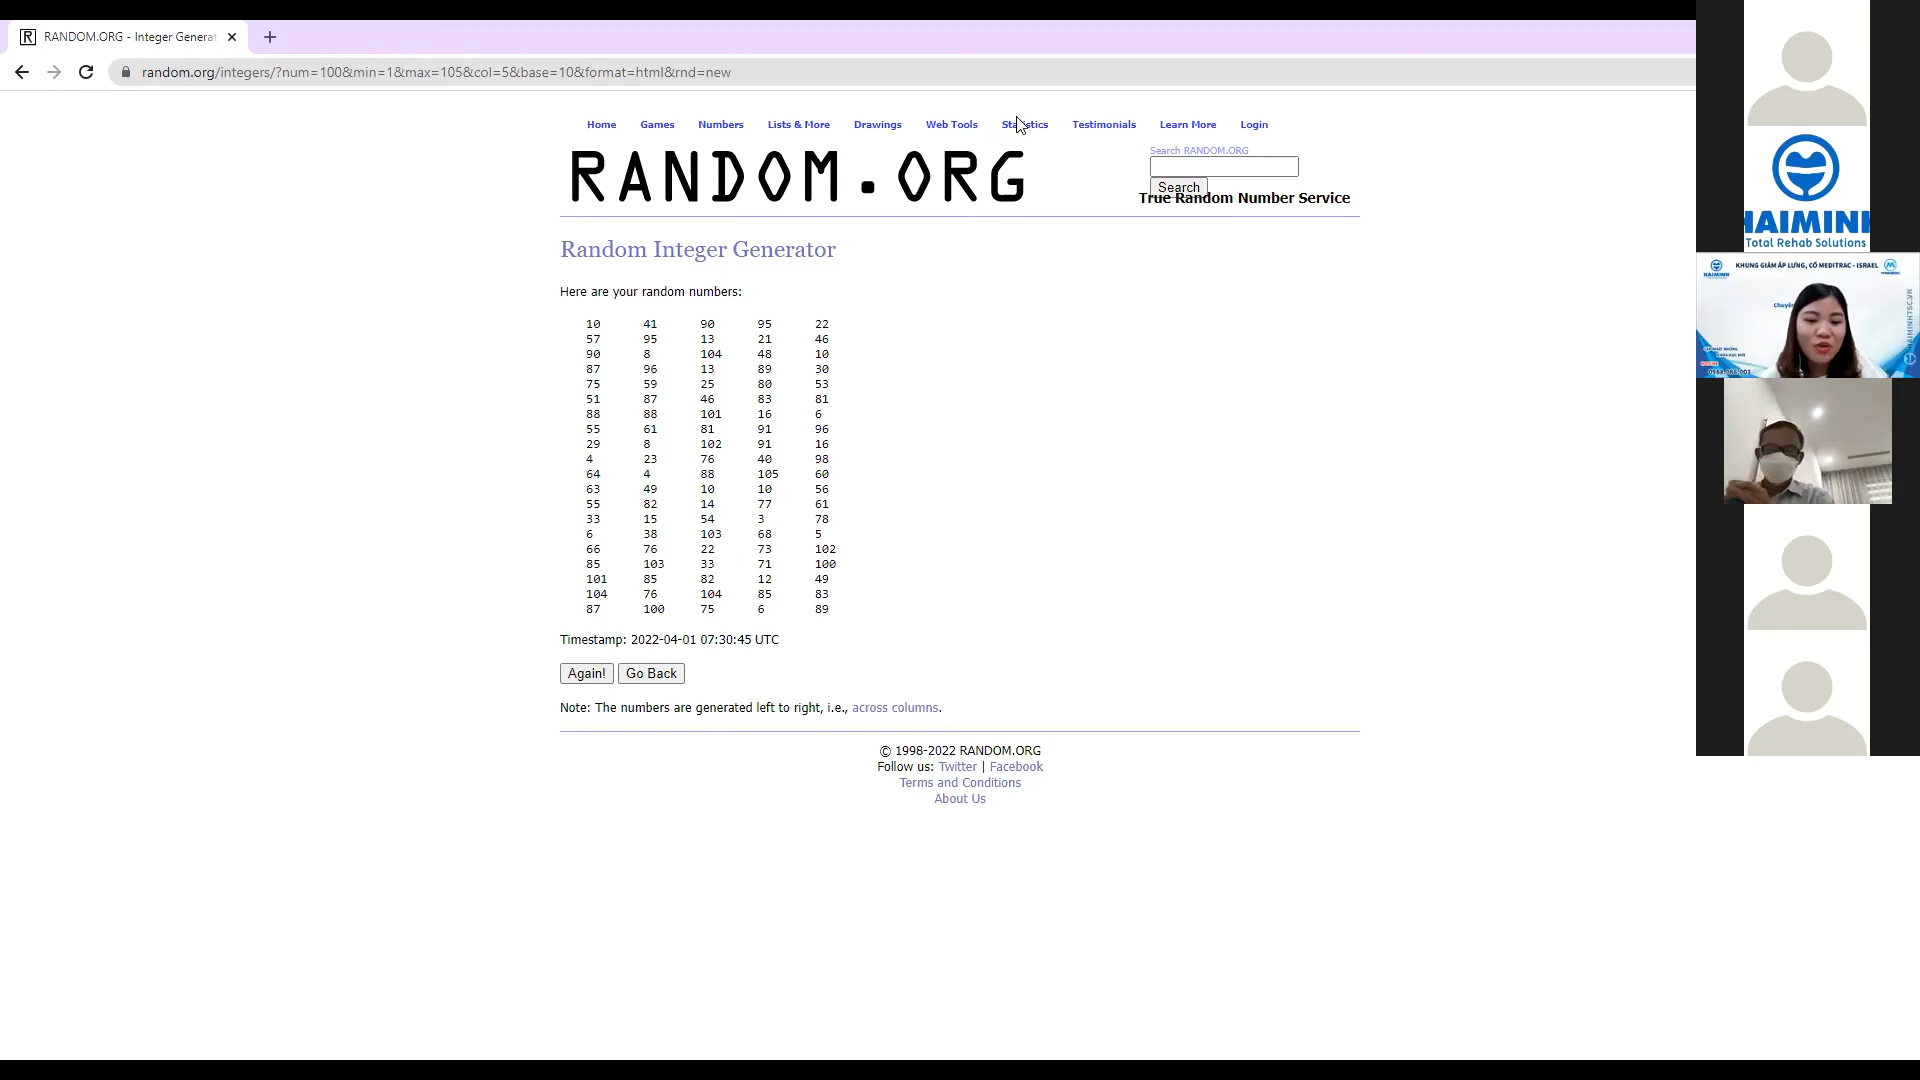 RANDOM.ORG - Integer Generat
random.org/integers/?num=100&min=1&max=105&col=5&base=10&format=html&rnd=new
Home Games Numbers Lists & More Drawings Web Tools Statistics Testimonials Learn More Login
RANDOM.ORG
Search RANDOM.ORG
Search
True Random Number Service
Random Integer Generator
Here are your random numbers:
10 41 90 95 22
57 95 13 21 46
90 8 104 48 10
87 96 13 89 30
75 59 25 80 53
51 87 46 83 81
88 88 101 16 6
55 61 81 91 96
29 8 102 91 16
4 23 76 40 98
64 4 88 105 60
63 49 10 10 56
55 82 14 77 61
33 15 54 3 78
6 38 103 68 5
66 76 22 73 102
85 103 33 71 100
101 85 82 12 49
104 76 104 85 83
87 100 75 6 89
Timestamp: 2022-04-01 07:30:45 UTC
Again! Go Back
Note: The numbers are generated left to right, i.e., across columns.
© 1998-2022 RANDOM.ORG
Follow us: Twitter | Facebook
Terms and Conditions
About Us
HAIMINH
Total Rehab Solutions
HAIMINH
KHUNG GIẢM ÁP LƯNG, CỔ MEDITRAC - ISRAEL
Chuyên
HAIMINHTSC.VN